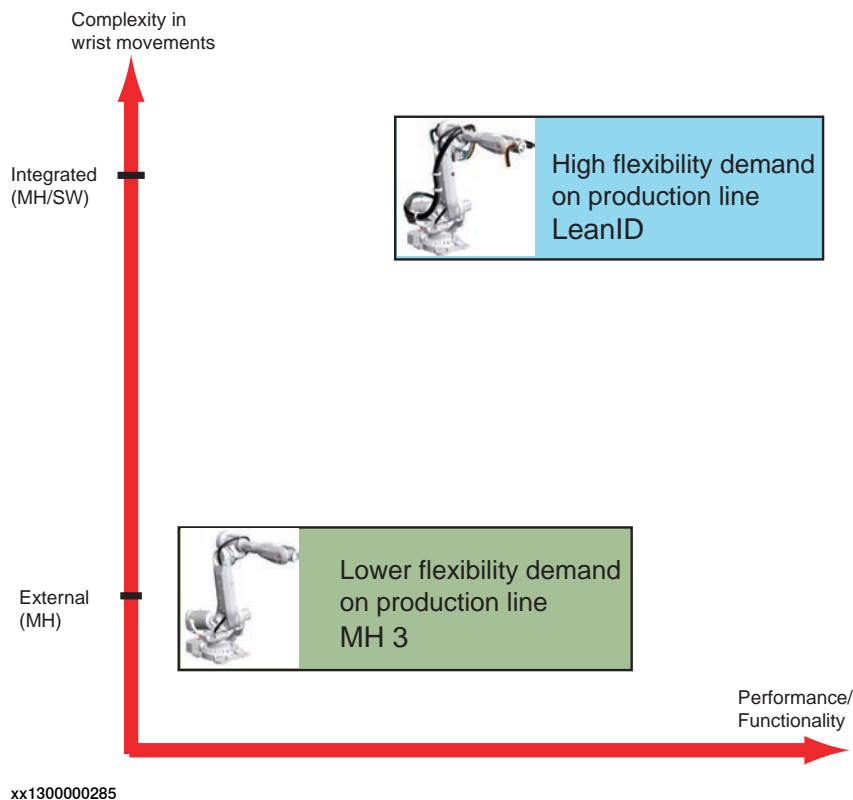 Complexity in
wrist movements
Integrated
(MH/SW)
High flexibility demand
on production line
LeanID
External
(MH)
Lower flexibility demand
on production line
MH 3
Performance/
Functionality
xx1300000285